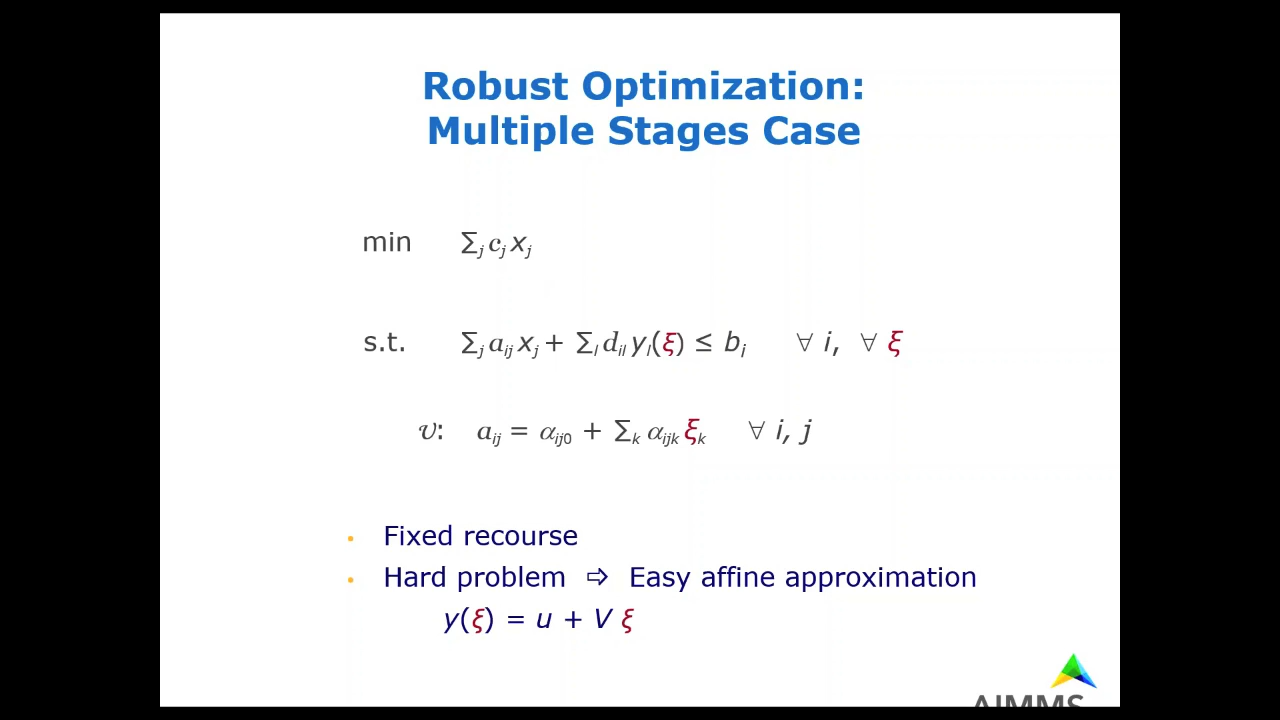 Robust Optimization:
Multiple Stages Case
min ∑j cj xj
s.t. ∑j aij xj + ∑l dil yl(ξ) ≤ bi ∀ i, ∀ ξ
υ: aij = αij0 + ∑k αijk ξk ∀ i, j
• Fixed recourse
• Hard problem ⇨ Easy affine approximation
y(ξ) = u + V ξ
AIMMS